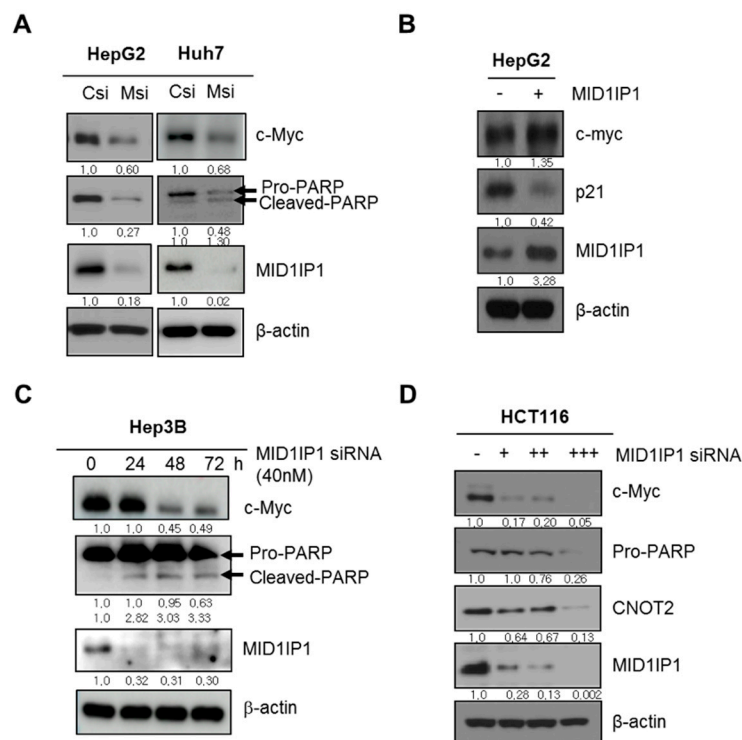 A
HepG2 Huh7
Csi Msi Csi Msi
c-Myc
1,0 0,60 1,0 0,68
Pro-PARP
Cleaved-PARP
1,0 0,27 1,0 0,48
1,0 1,30
MID1IP1
1,0 0,18 1,0 0,02
β-actin
B
HepG2
- + MID1IP1
c-myc
1,0 1,35
p21
1,0 0,42
MID1IP1
1,0 3,28
β-actin
C
Hep3B
0 24 48 72 h MID1IP1 siRNA
(40nM)
c-Myc
1,0 1,0 0,45 0,49
Pro-PARP
Cleaved-PARP
1,0 1,0 0,95 0,63
1,0 2,82 3,03 3,33
MID1IP1
1,0 0,32 0,31 0,30
β-actin
D
HCT116
- + ++ +++ MID1IP1 siRNA
c-Myc
1,0 0,17 0,20 0,05
Pro-PARP
1,0 1,0 0,76 0,26
CNOT2
1,0 0,64 0,67 0,13
MID1IP1
1,0 0,28 0,13 0,002
β-actin